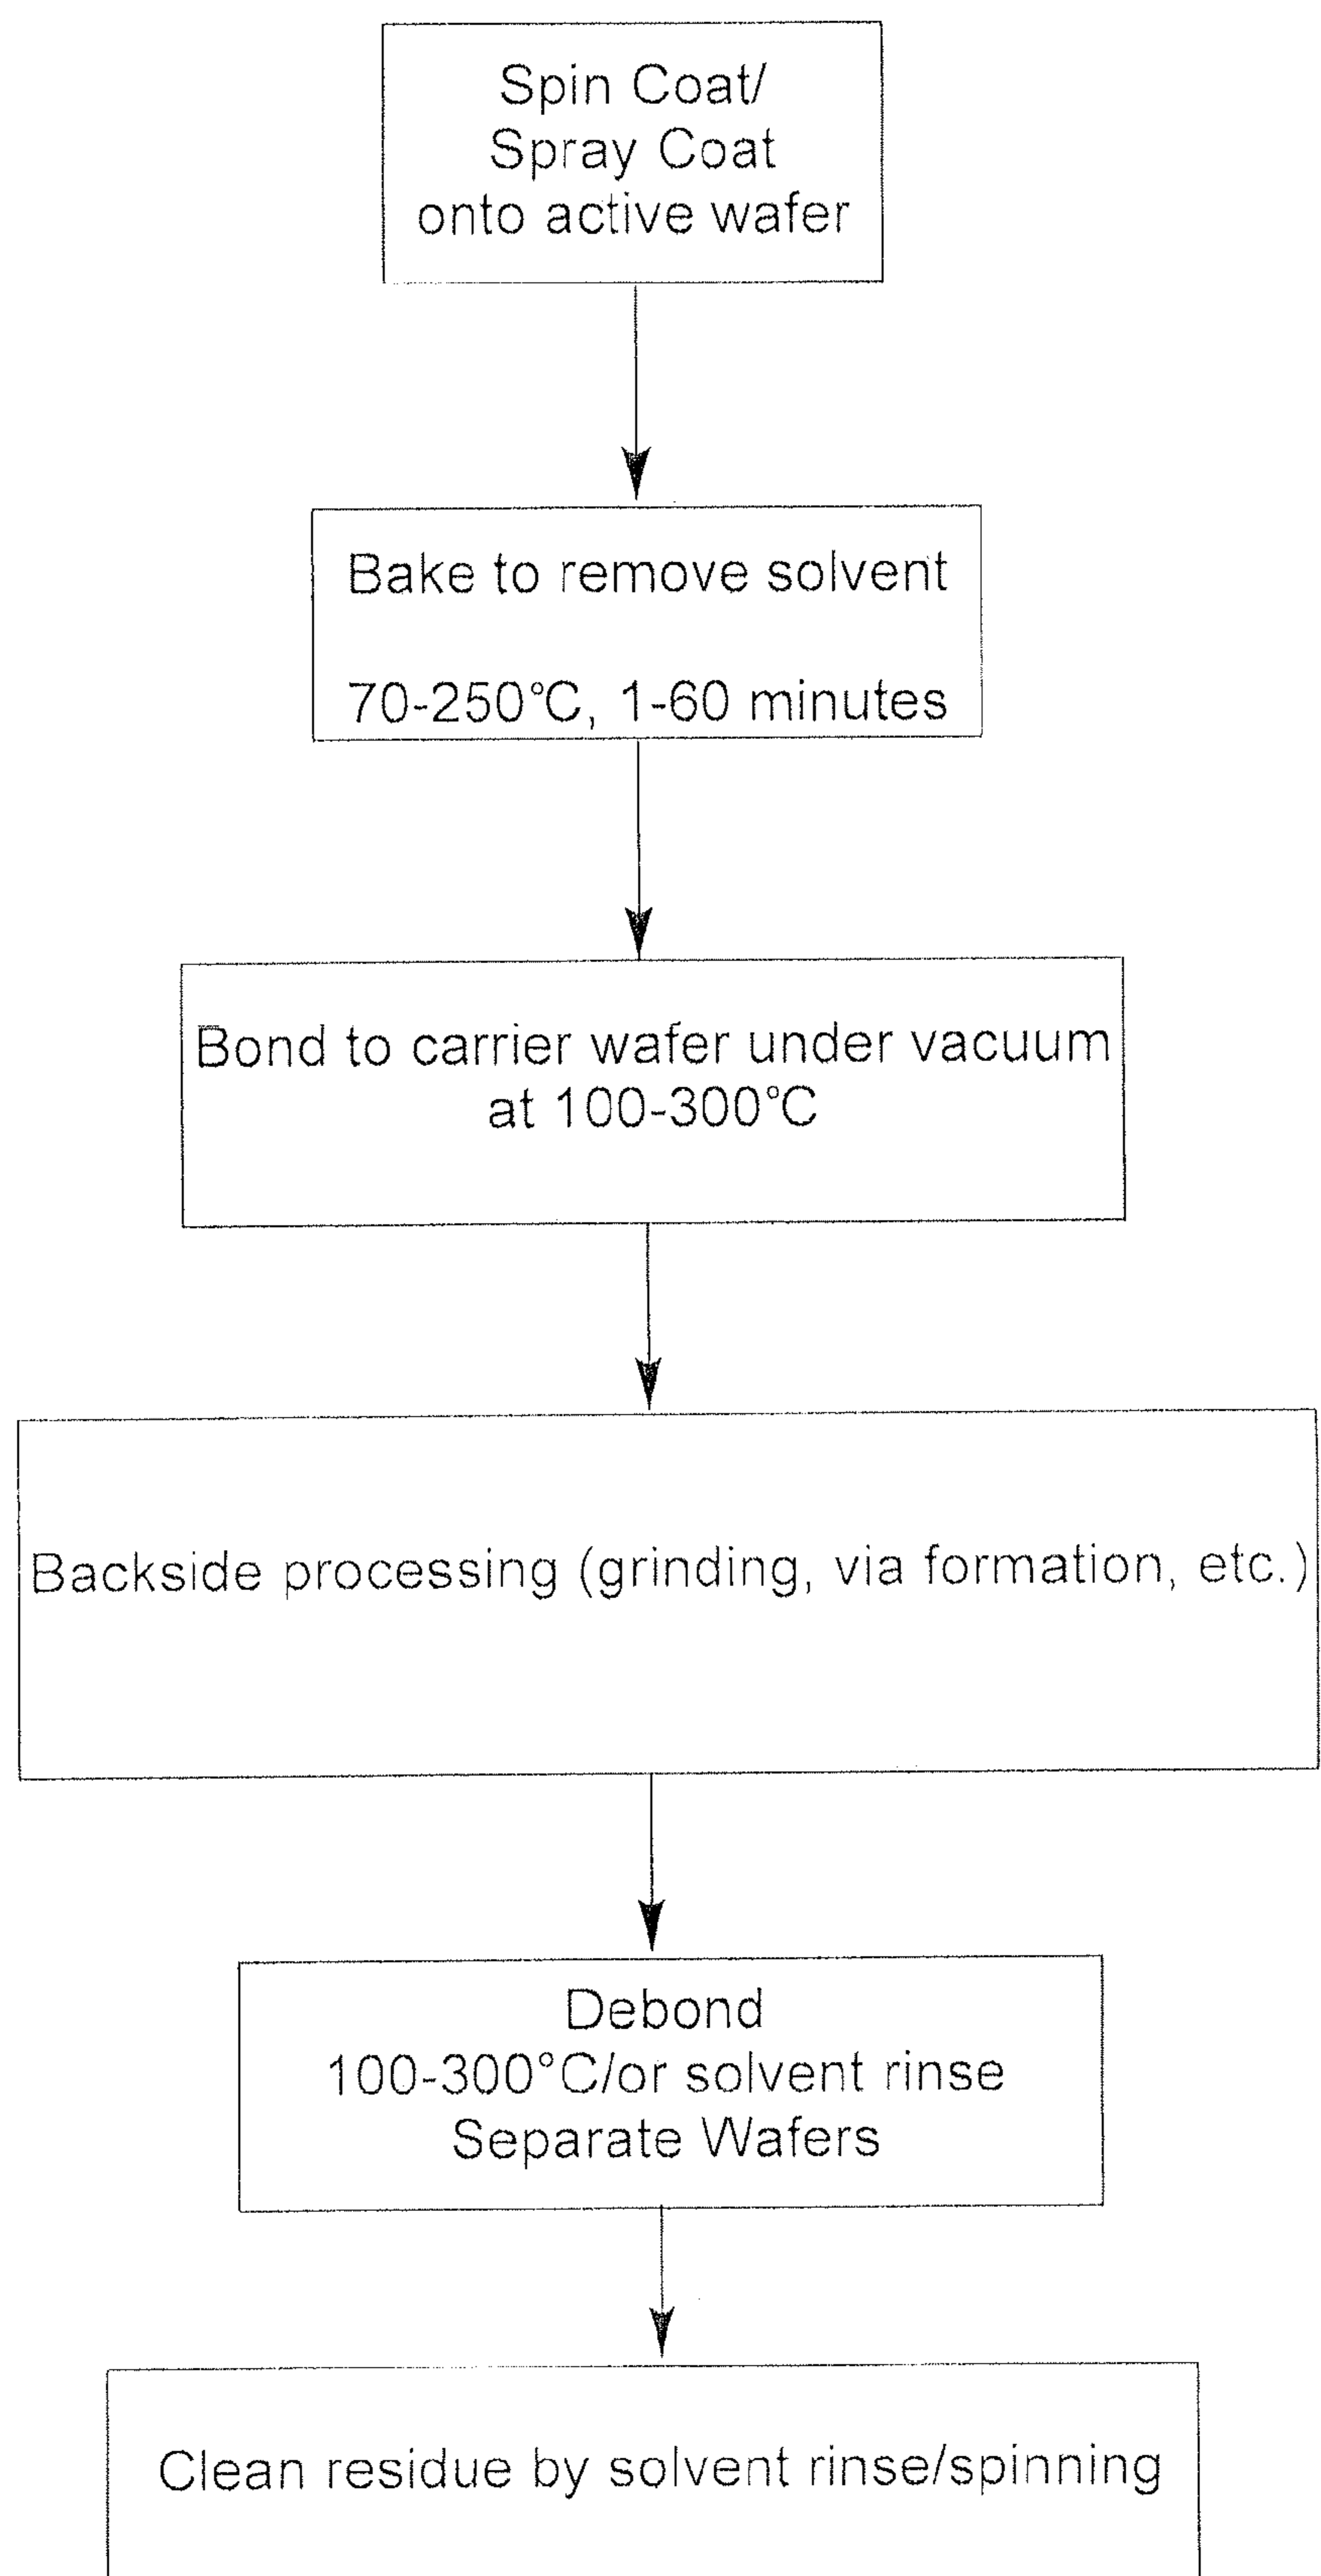 Spin Coat/
Spray Coat
onto active wafer
Bake to remove solvent
70-250°C, 1-60 minutes
Bond to carrier wafer under vacuum
at 100-300°C
Backside processing (grinding, via formation, etc.)
Debond
100-300°C/or solvent rinse
Separate Wafers
Clean residue by solvent rinse/spinning